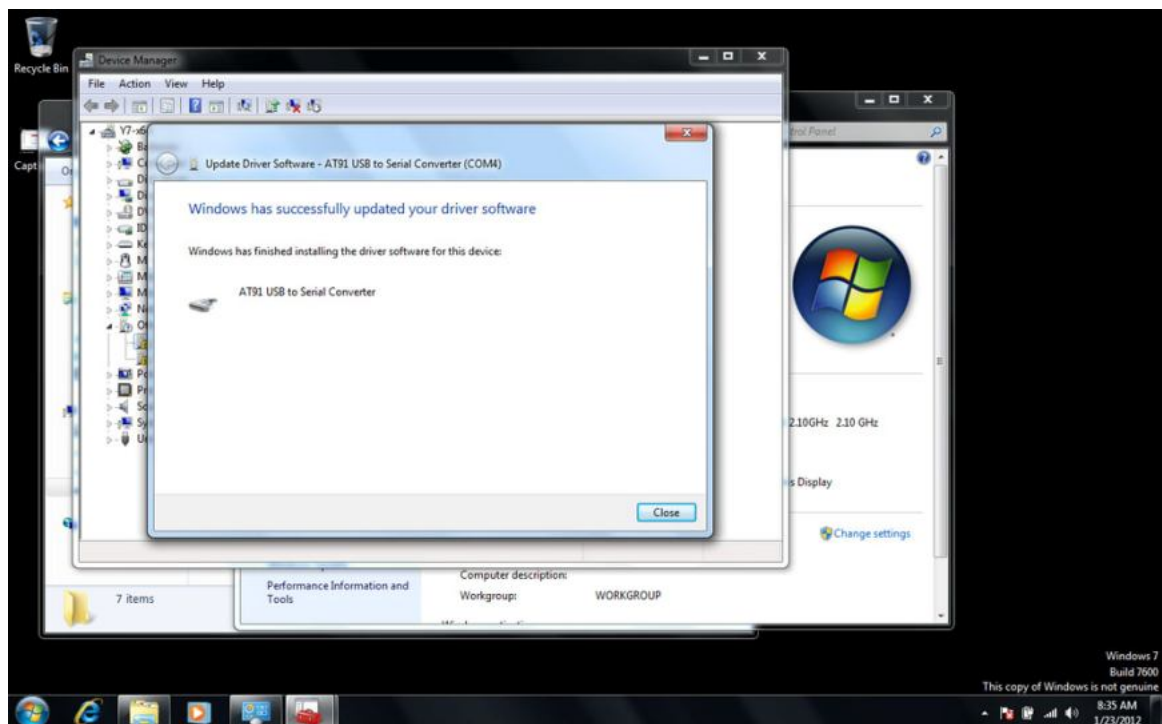 Recycle Bin
Device Manager
File Action View Help
Update Driver Software - AT91 USB to Serial Converter (COM4)
Windows has successfully updated your driver software
Windows has finished installing the driver software for this device:
AT91 USB to Serial Converter
2.10GHz 2.10 GHz
Display
Close
Change settings
Computer description:
Performance Information and
Tools
Workgroup: WORKGROUP
7 items
Windows 7
Build 7600
This copy of Windows is not genuine
8:35 AM
1/23/2012